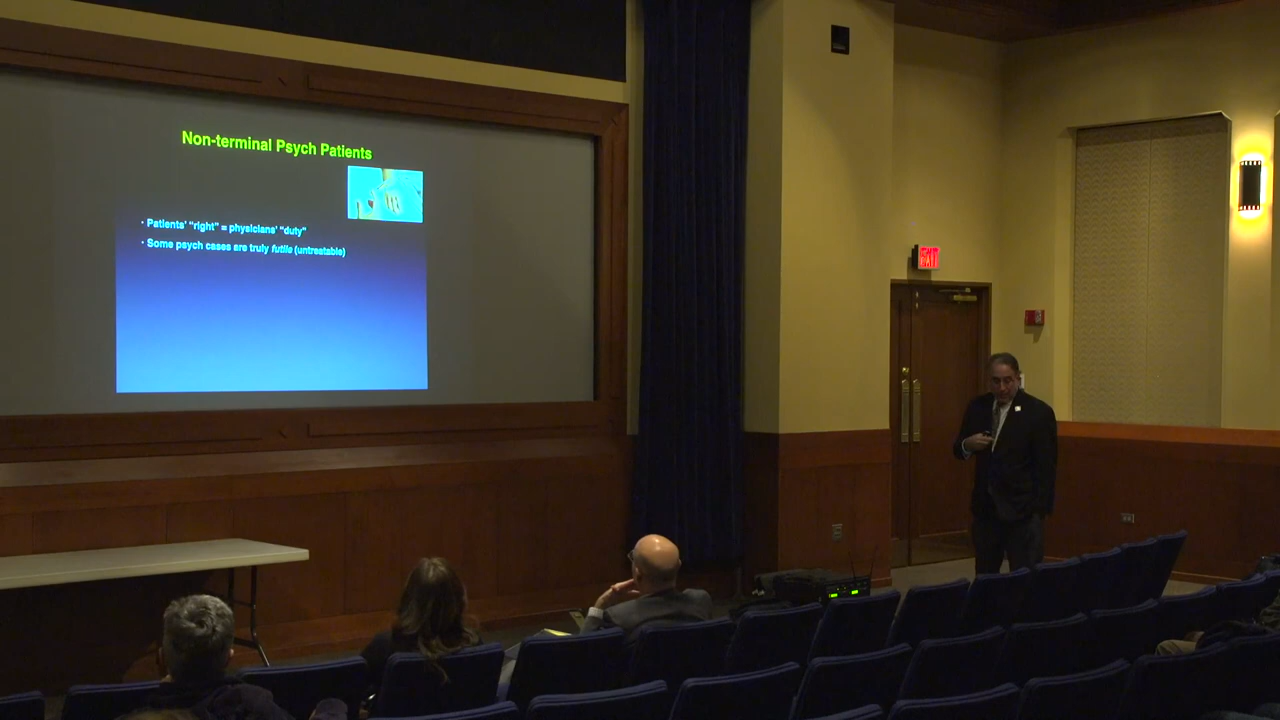 Non-terminal Psych Patients
· Patients' "right" = physicians' "duty"
· Some psych cases are truly futile (untreatable)
EXIT